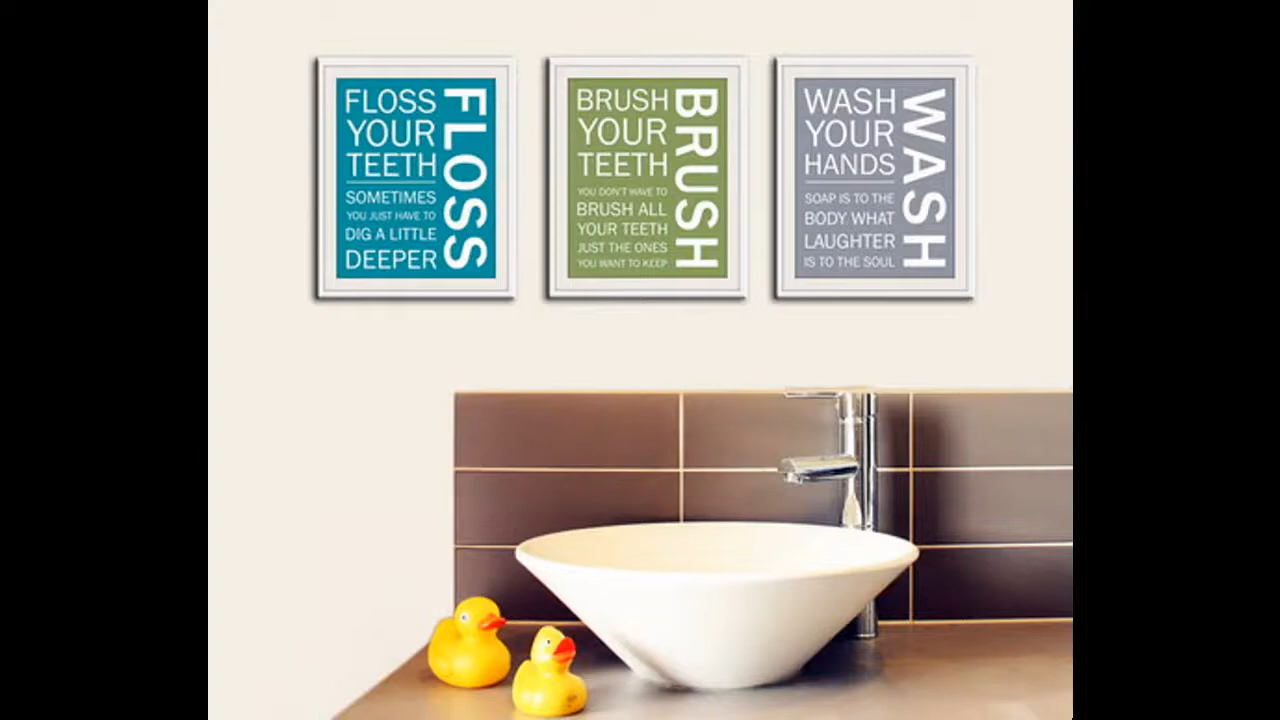 FLOSS
YOUR
TEETH
SOMETIMES
YOU JUST HAVE TO
DIG A LITTLE
DEEPER
FLOSS
BRUSH
YOUR
TEETH
YOU DON'T HAVE TO
BRUSH ALL
YOUR TEETH
JUST THE ONES
YOU WANT TO KEEP
BRUSH
WASH
YOUR
HANDS
SOAP IS TO THE
BODY WHAT
LAUGHTER
IS TO THE SOUL
WASH